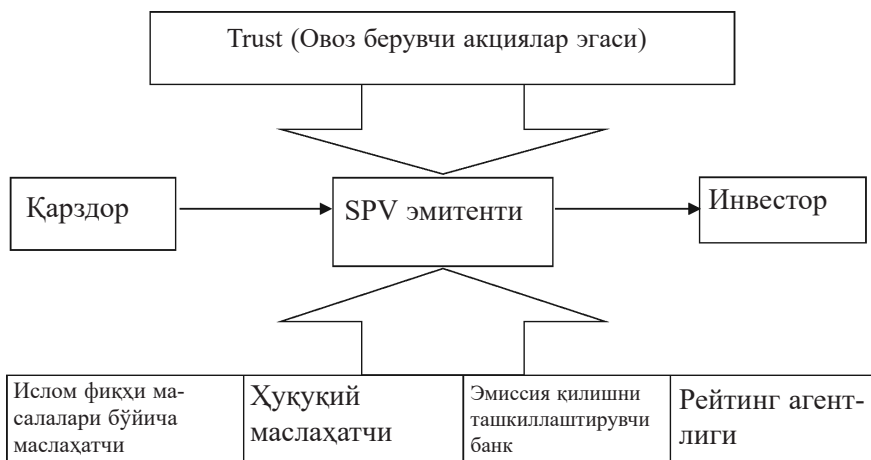 Trust (Овоз берувчи акциялар эгаси)
Қарздор
SPV эмитенти
Инвестор
Ислом фиқҳи ма-
салалари бўйича
маслаҳатчи
Ҳуқуқий
маслаҳатчи
Эмиссия қилишни
ташкиллаштирувчи
банк
Рейтинг агент-
лиги